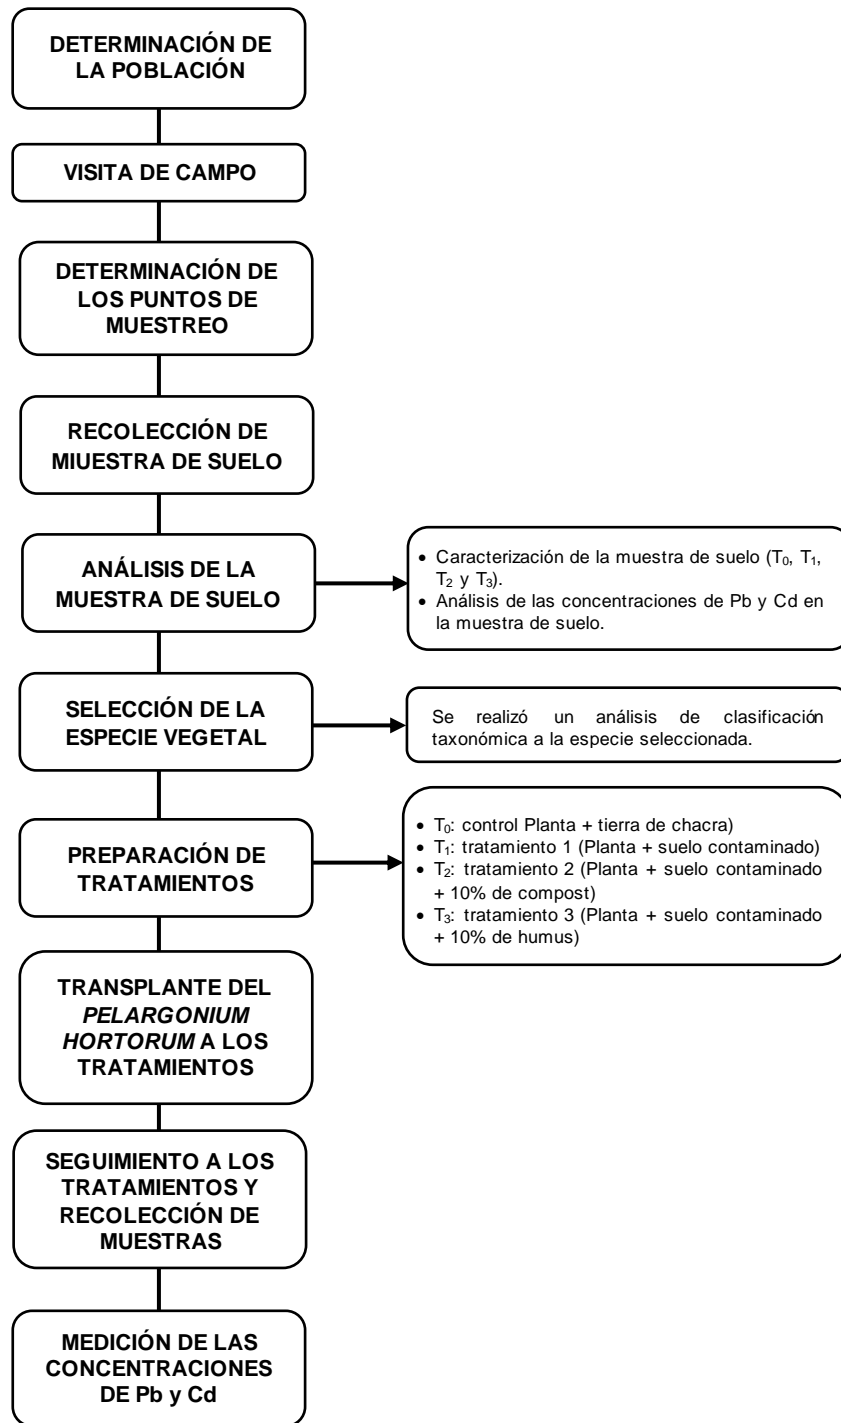 DETERMINACIÓN DE
LA POBLACIÓN
VISITA DE CAMPO
DETERMINACIÓN DE
LOS PUNTOS DE
MUESTREO
RECOLECCIÓN DE
MIUESTRA DE SUELO
ANÁLISIS DE LA
MUESTRA DE SUELO
• Caracterización de la muestra de suelo (T₀, T₁,
T₂ y T₃).
• Análisis de las concentraciones de Pb y Cd en
la muestra de suelo.
SELECCIÓN DE LA
ESPECIE VEGETAL
Se realizó un análisis de clasificación
taxonómica a la especie seleccionada.
PREPARACIÓN DE
TRATAMIENTOS
• T₀: control Planta + tierra de chacra)
• T₁: tratamiento 1 (Planta + suelo contaminado)
• T₂: tratamiento 2 (Planta + suelo contaminado
+ 10% de compost)
• T₃: tratamiento 3 (Planta + suelo contaminado
+ 10% de humus)
TRANSPLANTE DEL
PELARGONIUM
HORTORUM A LOS
TRATAMIENTOS
SEGUIMIENTO A LOS
TRATAMIENTOS Y
RECOLECCIÓN DE
MUESTRAS
MEDICIÓN DE LAS
CONCENTRACIONES
DE Pb y Cd